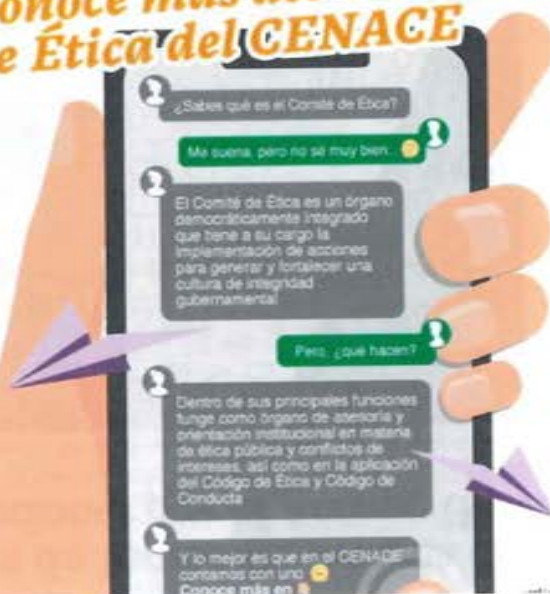 onoce más
e Ética del CENACE
¿Sabes qué es el Comité de Ética?
Me suena, pero no sé muy bien.
El Comité de Ética es un órgano
democráticamente integrado
que tiene a su cargo la
implementación de acciones
para generar y fortalecer una
cultura de integridad
gubernamental
Pero, ¿qué hacen?
Dentro de sus principales funciones
funge como órgano de asesoría y
orientación institucional en materia
de ética pública y conflictos de
intereses, así como en la aplicación
del Código de Ética y Código de
Conducta
Y lo mejor es que en el CENACE
contamos con uno
Conoce más en